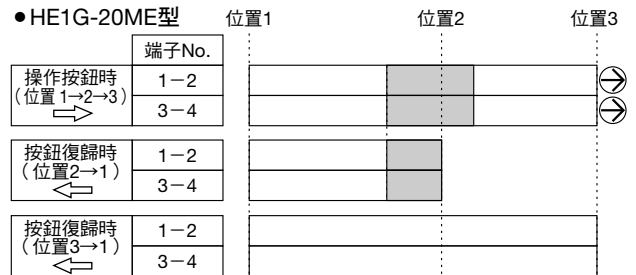 ●HE1G-20ME型
位置1 位置2 位置3
端子No.
操作按鈕時
(位置 1→2→3)
1－2
3－4
按鈕復歸時
(位置2→1)
1－2
3－4
按鈕復歸時
(位置3→1)
1－2
3－4